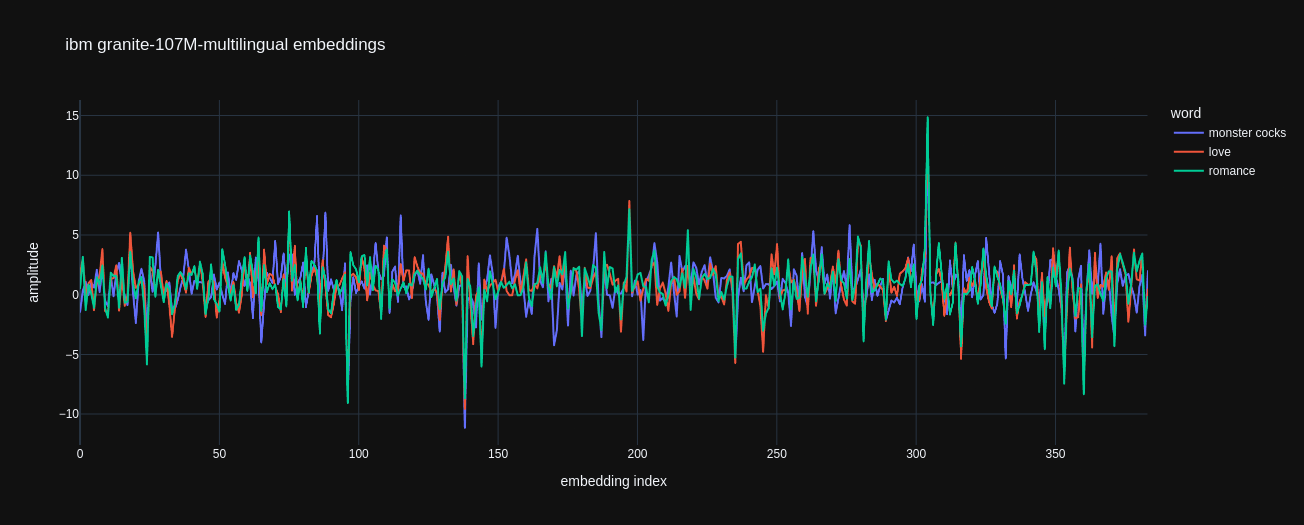 ibm granite-107M-multilingual embeddings
word
monster cocks
love
romance
amplitude
15
10
5
0
−5
−10
0 50 100 150 200 250 300 350
embedding index